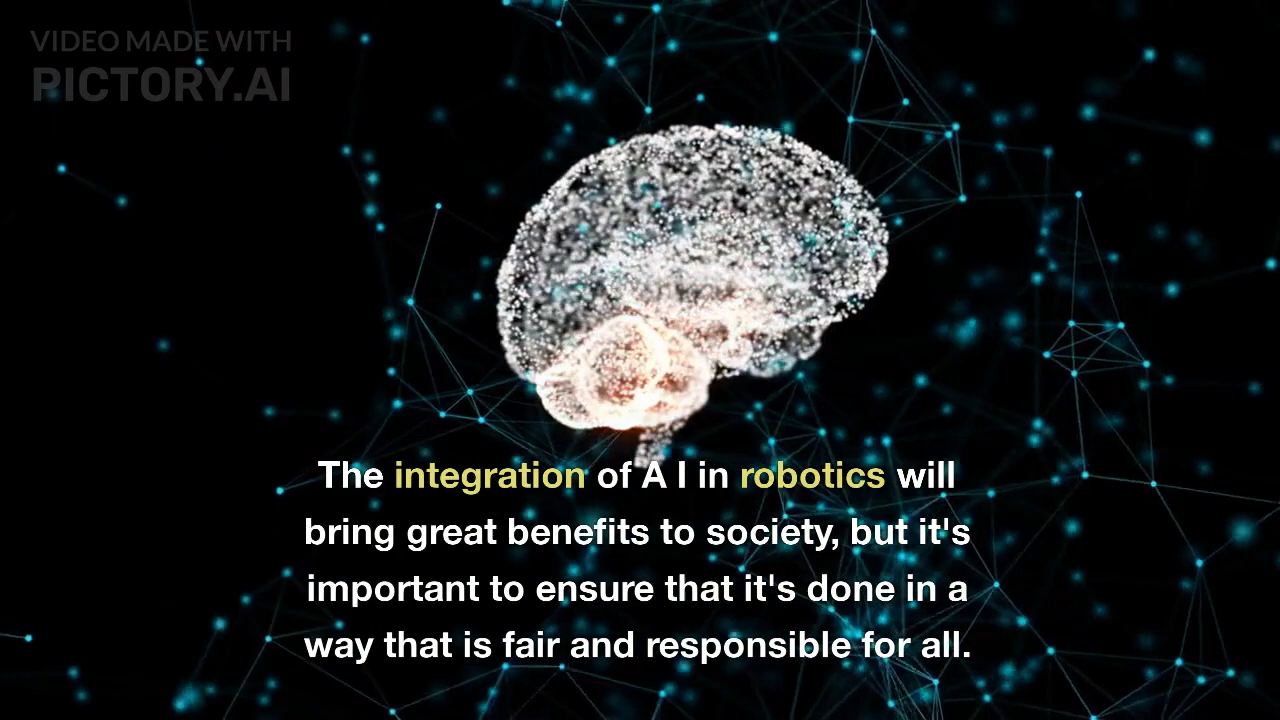 VIDEO MADE WITH
PICTORY.AI
The integration of A I in robotics will
bring great benefits to society, but it's
important to ensure that it's done in a
way that is fair and responsible for all.